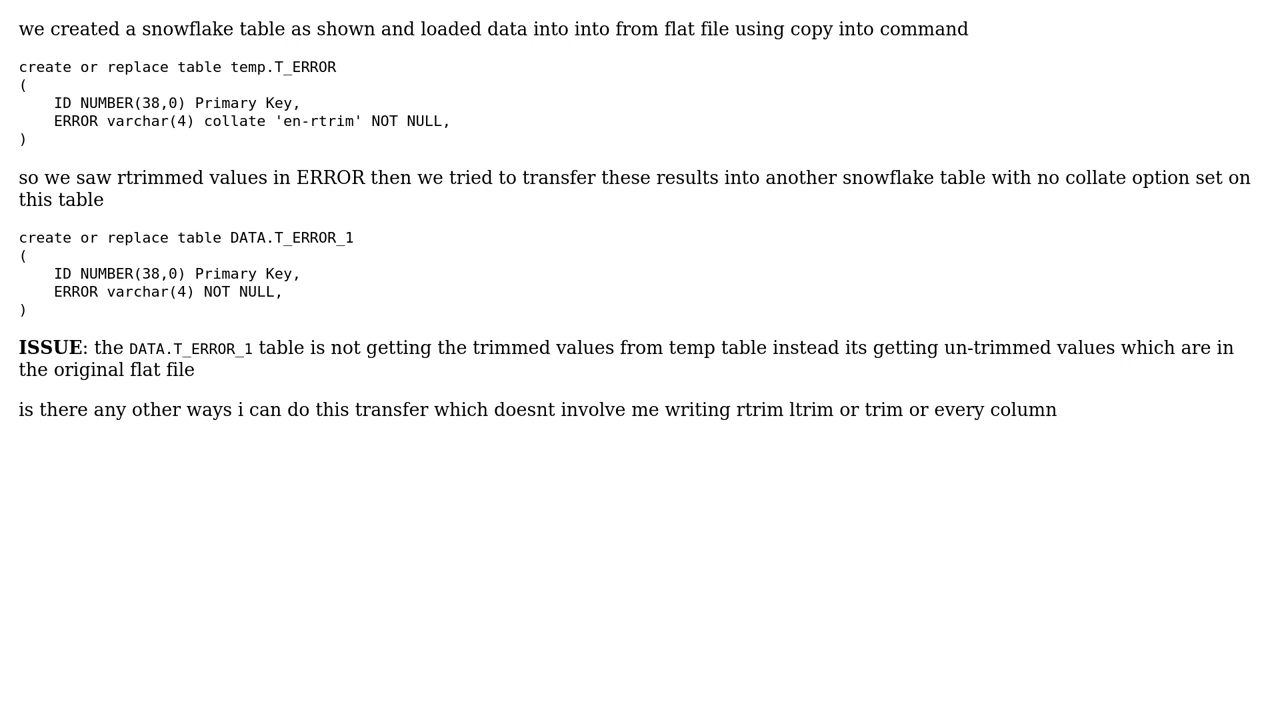 we created a snowflake table as shown and loaded data into into from flat file using copy into command
create or replace table temp.T_ERROR
(
    ID NUMBER(38,0) Primary Key,
    ERROR varchar(4) collate 'en-rtrim' NOT NULL,
)
so we saw rtrimmed values in ERROR then we tried to transfer these results into another snowflake table with no collate option set on
this table
create or replace table DATA.T_ERROR_1
(
    ID NUMBER(38,0) Primary Key,
    ERROR varchar(4) NOT NULL,
)
ISSUE: the DATA.T_ERROR_1 table is not getting the trimmed values from temp table instead its getting un-trimmed values which are in
the original flat file
is there any other ways i can do this transfer which doesnt involve me writing rtrim ltrim or trim or every column